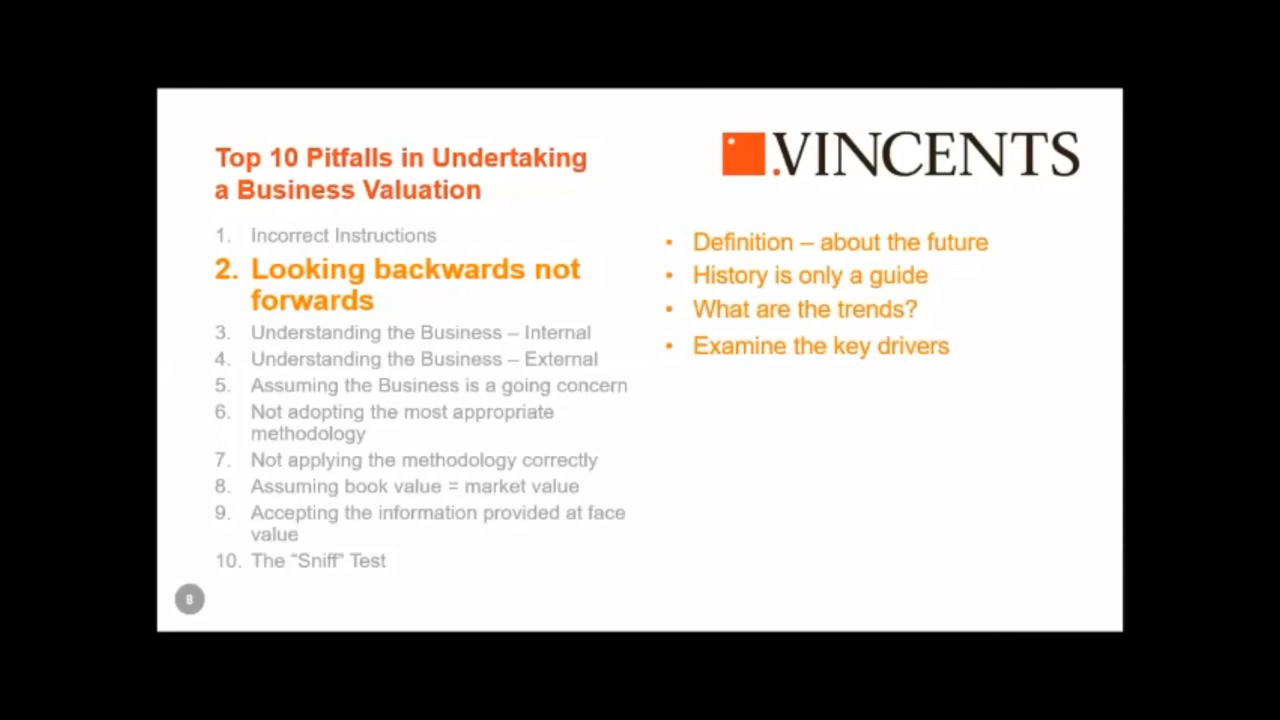 Top 10 Pitfalls in Undertaking
a Business Valuation
.VINCENTS
1. Incorrect Instructions
2. Looking backwards not
forwards
3. Understanding the Business – Internal
4. Understanding the Business – External
5. Assuming the Business is a going concern
6. Not adopting the most appropriate
methodology
7. Not applying the methodology correctly
8. Assuming book value = market value
9. Accepting the information provided at face
value
10. The “Sniff” Test
• Definition – about the future
• History is only a guide
• What are the trends?
• Examine the key drivers
8